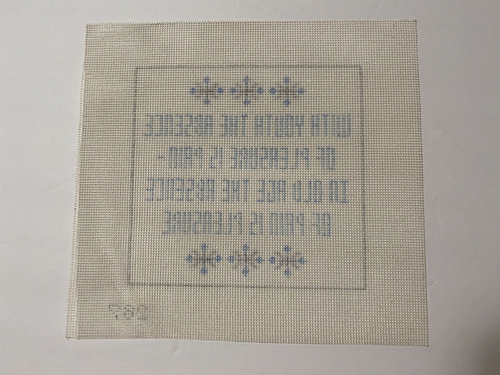 WITH YOUTH THE ABSENCE
OF PLEASURE IS PAIN-
IN OLD AGE THE ABSENCE
OF PAIN IS PLEASURE